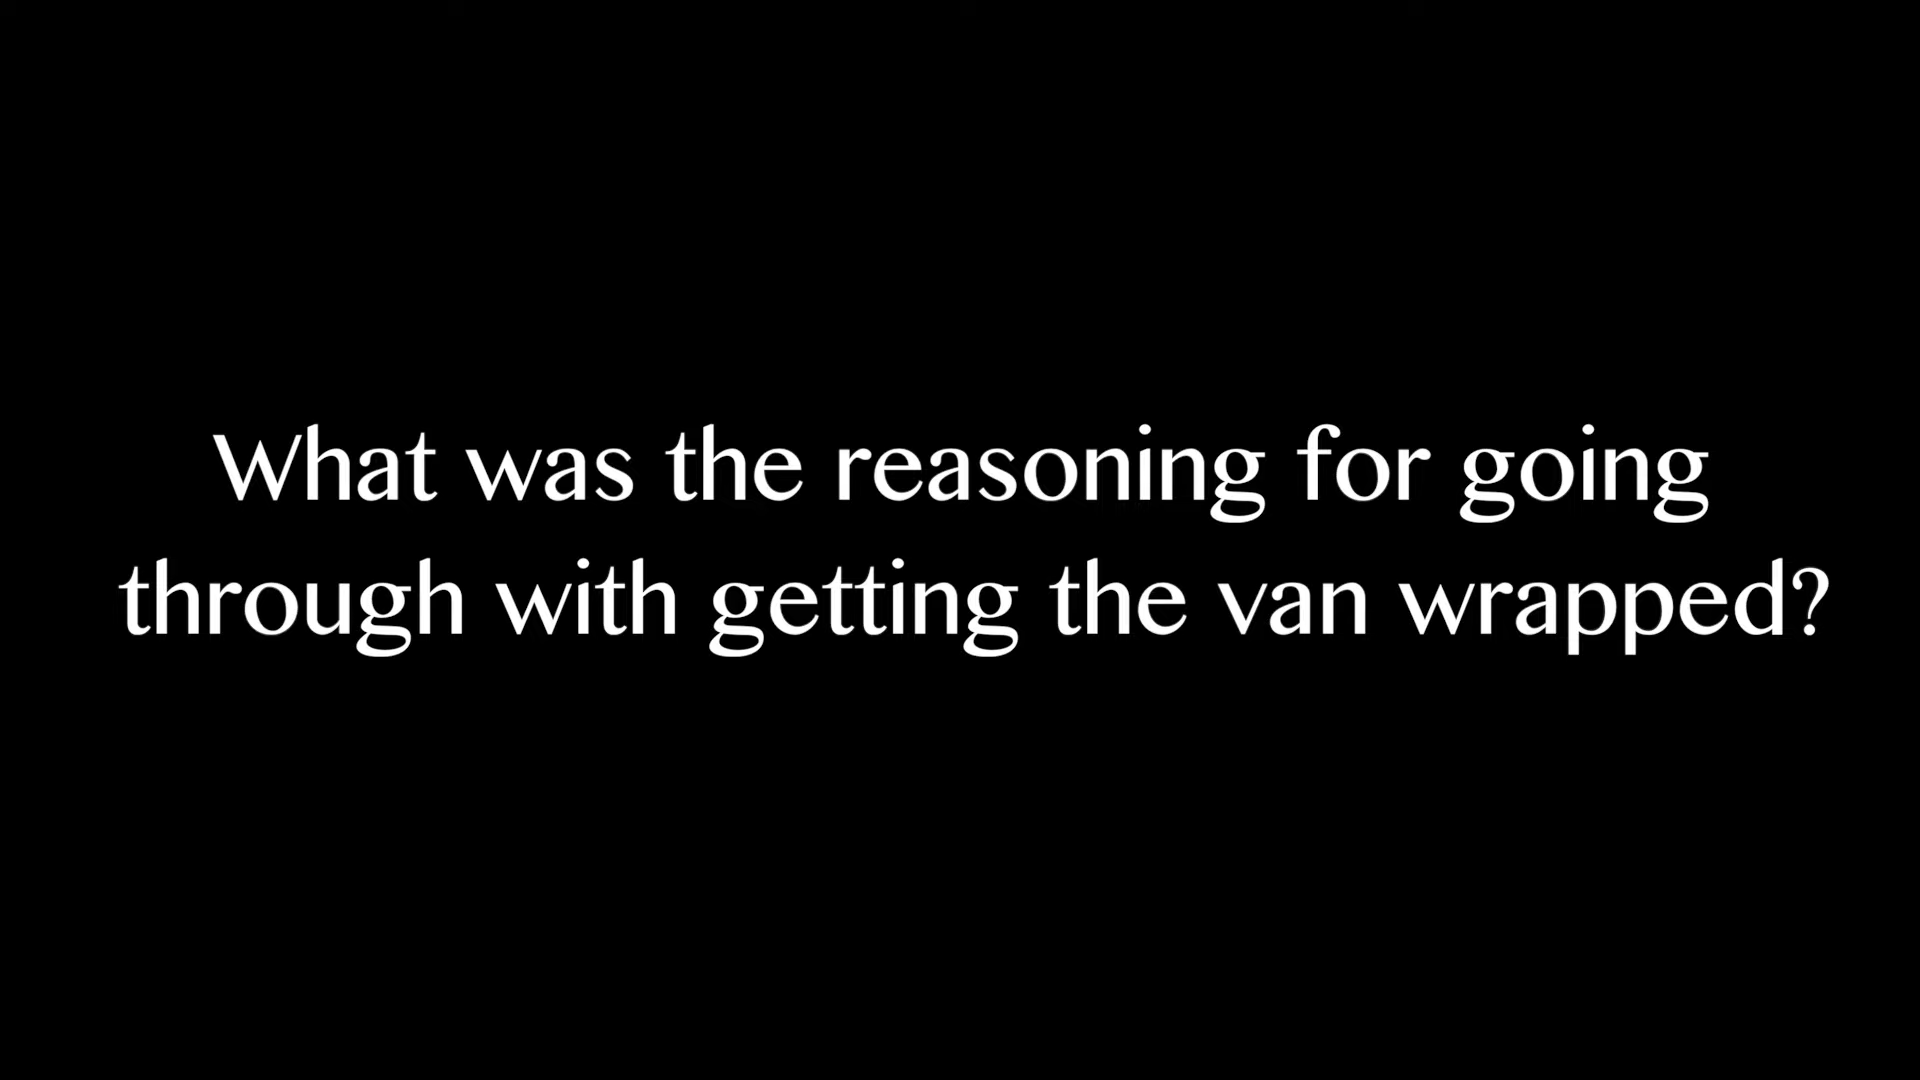 What was the reasoning for going
through with getting the van wrapped?